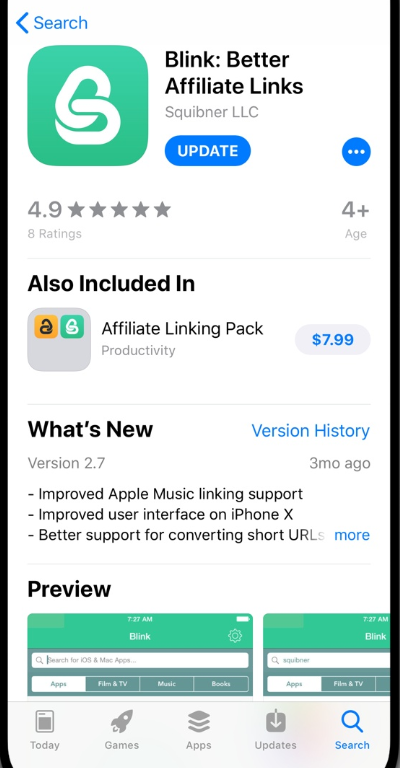 Search
Blink: Better
Affiliate Links
Squibner LLC
UPDATE
4.9
4+
8 Ratings
Age
Also Included In
Affiliate Linking Pack
Productivity
$7.99
What's New
Version History
Version 2.7
3mo ago
- Improved Apple Music linking support
- Improved user interface on iPhone X
- Better support for converting short URLs
more
Preview
7:27 AM
Blink
Search for iOS & Mac Apps...
Apps
Film & TV
Music
Books
7:27 AM
Blink
squibner
Apps
Film & TV
Today
Games
Apps
Updates
Search